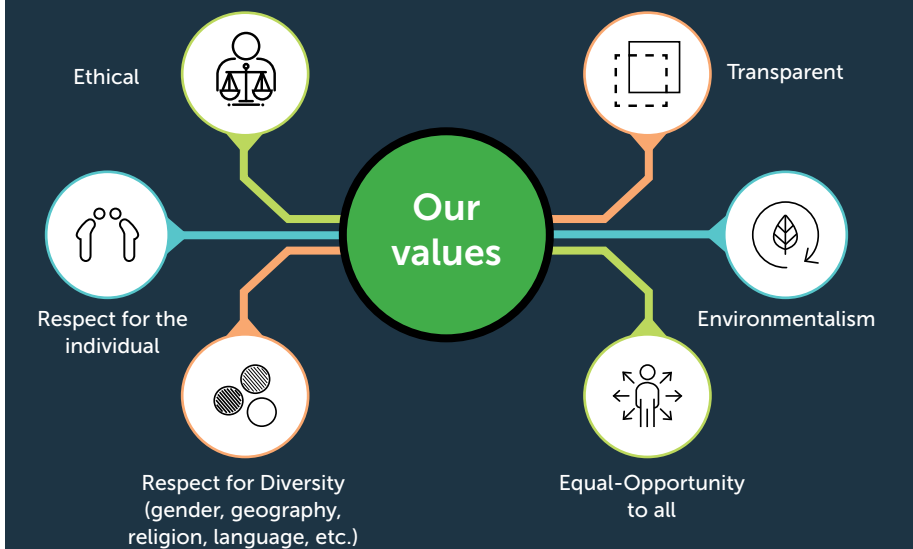 Ethical
Transparent
Our
values
Respect for the
individual
Environmentalism
Respect for Diversity
(gender, geography,
religion, language, etc.)
Equal-Opportunity
to all